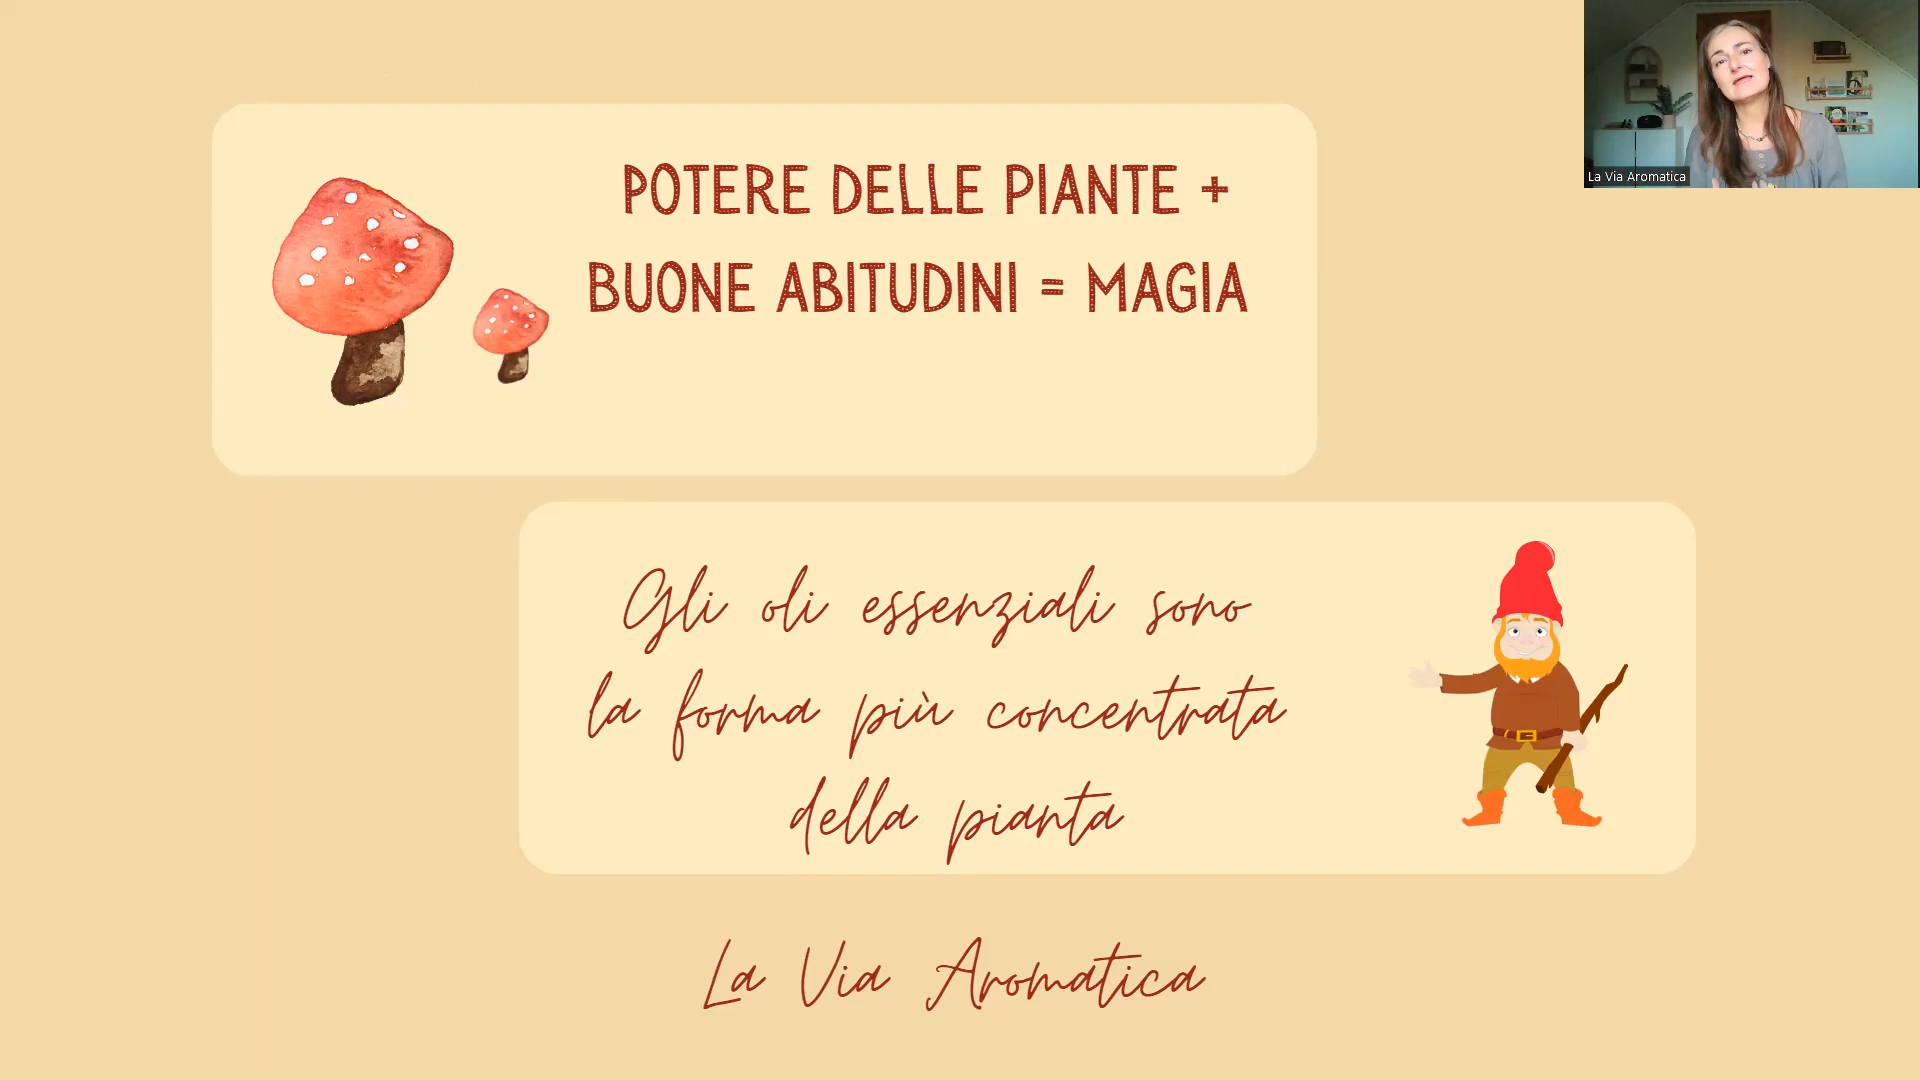 POTERE DELLE PIANTE +
BUONE ABITUDINI = MAGIA
Gli oli essenziali sono
la forma più concentrata
della pianta
La Via Aromatica
La Via Aromatica